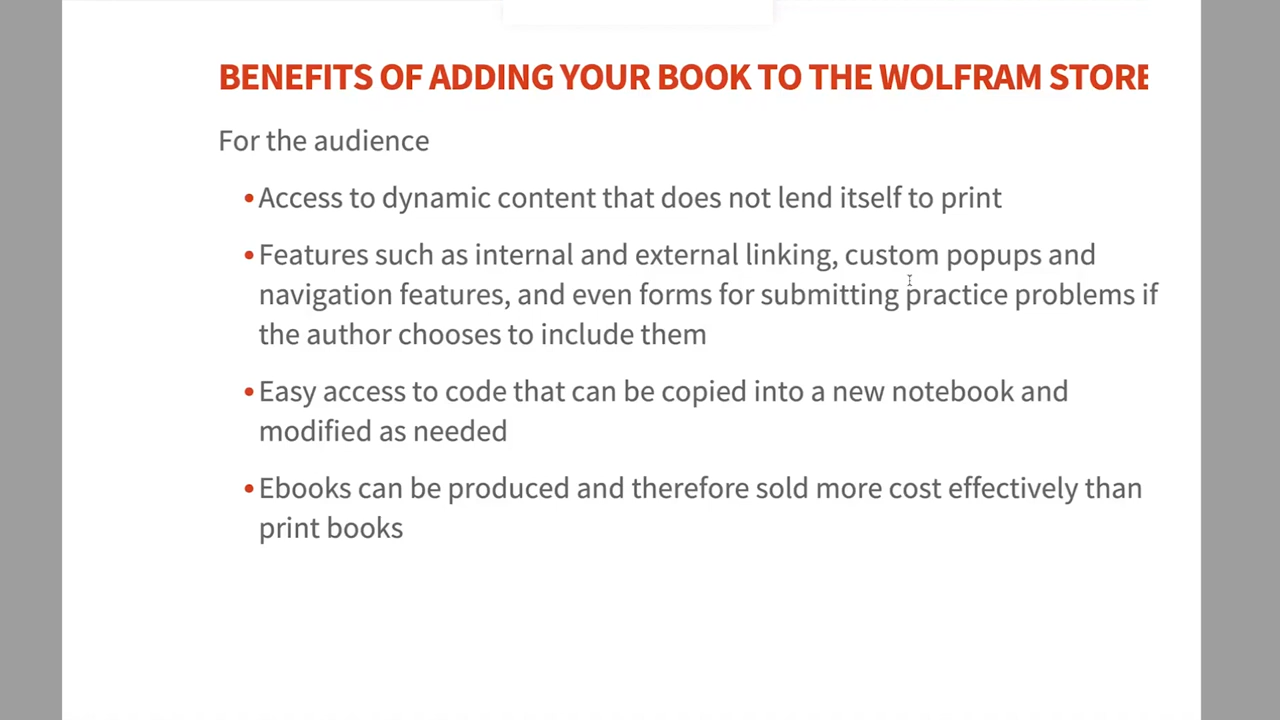 BENEFITS OF ADDING YOUR BOOK TO THE WOLFRAM STORE
For the audience
•Access to dynamic content that does not lend itself to print
•Features such as internal and external linking, custom popups and
navigation features, and even forms for submitting practice problems if
the author chooses to include them
•Easy access to code that can be copied into a new notebook and
modified as needed
•Ebooks can be produced and therefore sold more cost effectively than
print books